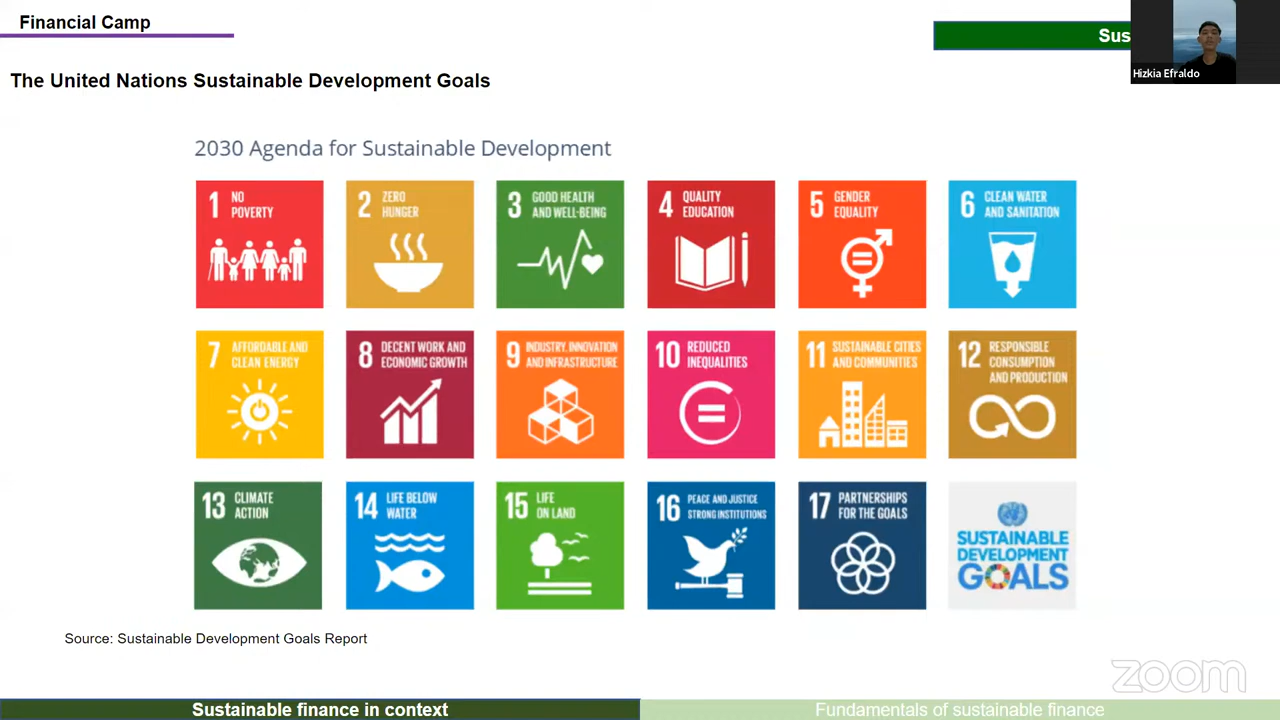 Financial Camp
Sus
Hizkia Efraldo
The United Nations Sustainable Development Goals
2030 Agenda for Sustainable Development
1 NO
POVERTY
2 ZERO
HUNGER
3 GOOD HEALTH
AND WELL-BEING
4 QUALITY
EDUCATION
5 GENDER
EQUALITY
6 CLEAN WATER
AND SANITATION
7 AFFORDABLE AND
CLEAN ENERGY
8 DECENT WORK AND
ECONOMIC GROWTH
9 INDUSTRY, INNOVATION
AND INFRASTRUCTURE
10 REDUCED
INEQUALITIES
11 SUSTAINABLE CITIES
AND COMMUNITIES
12 RESPONSIBLE
CONSUMPTION
AND PRODUCTION
13 CLIMATE
ACTION
14 LIFE BELOW
WATER
15 LIFE
ON LAND
16 PEACE AND JUSTICE
STRONG INSTITUTIONS
17 PARTNERSHIPS
FOR THE GOALS
SUSTAINABLE
DEVELOPMENT
GOALS
Source: Sustainable Development Goals Report
zoom
Sustainable finance in context
Fundamentals of sustainable finance